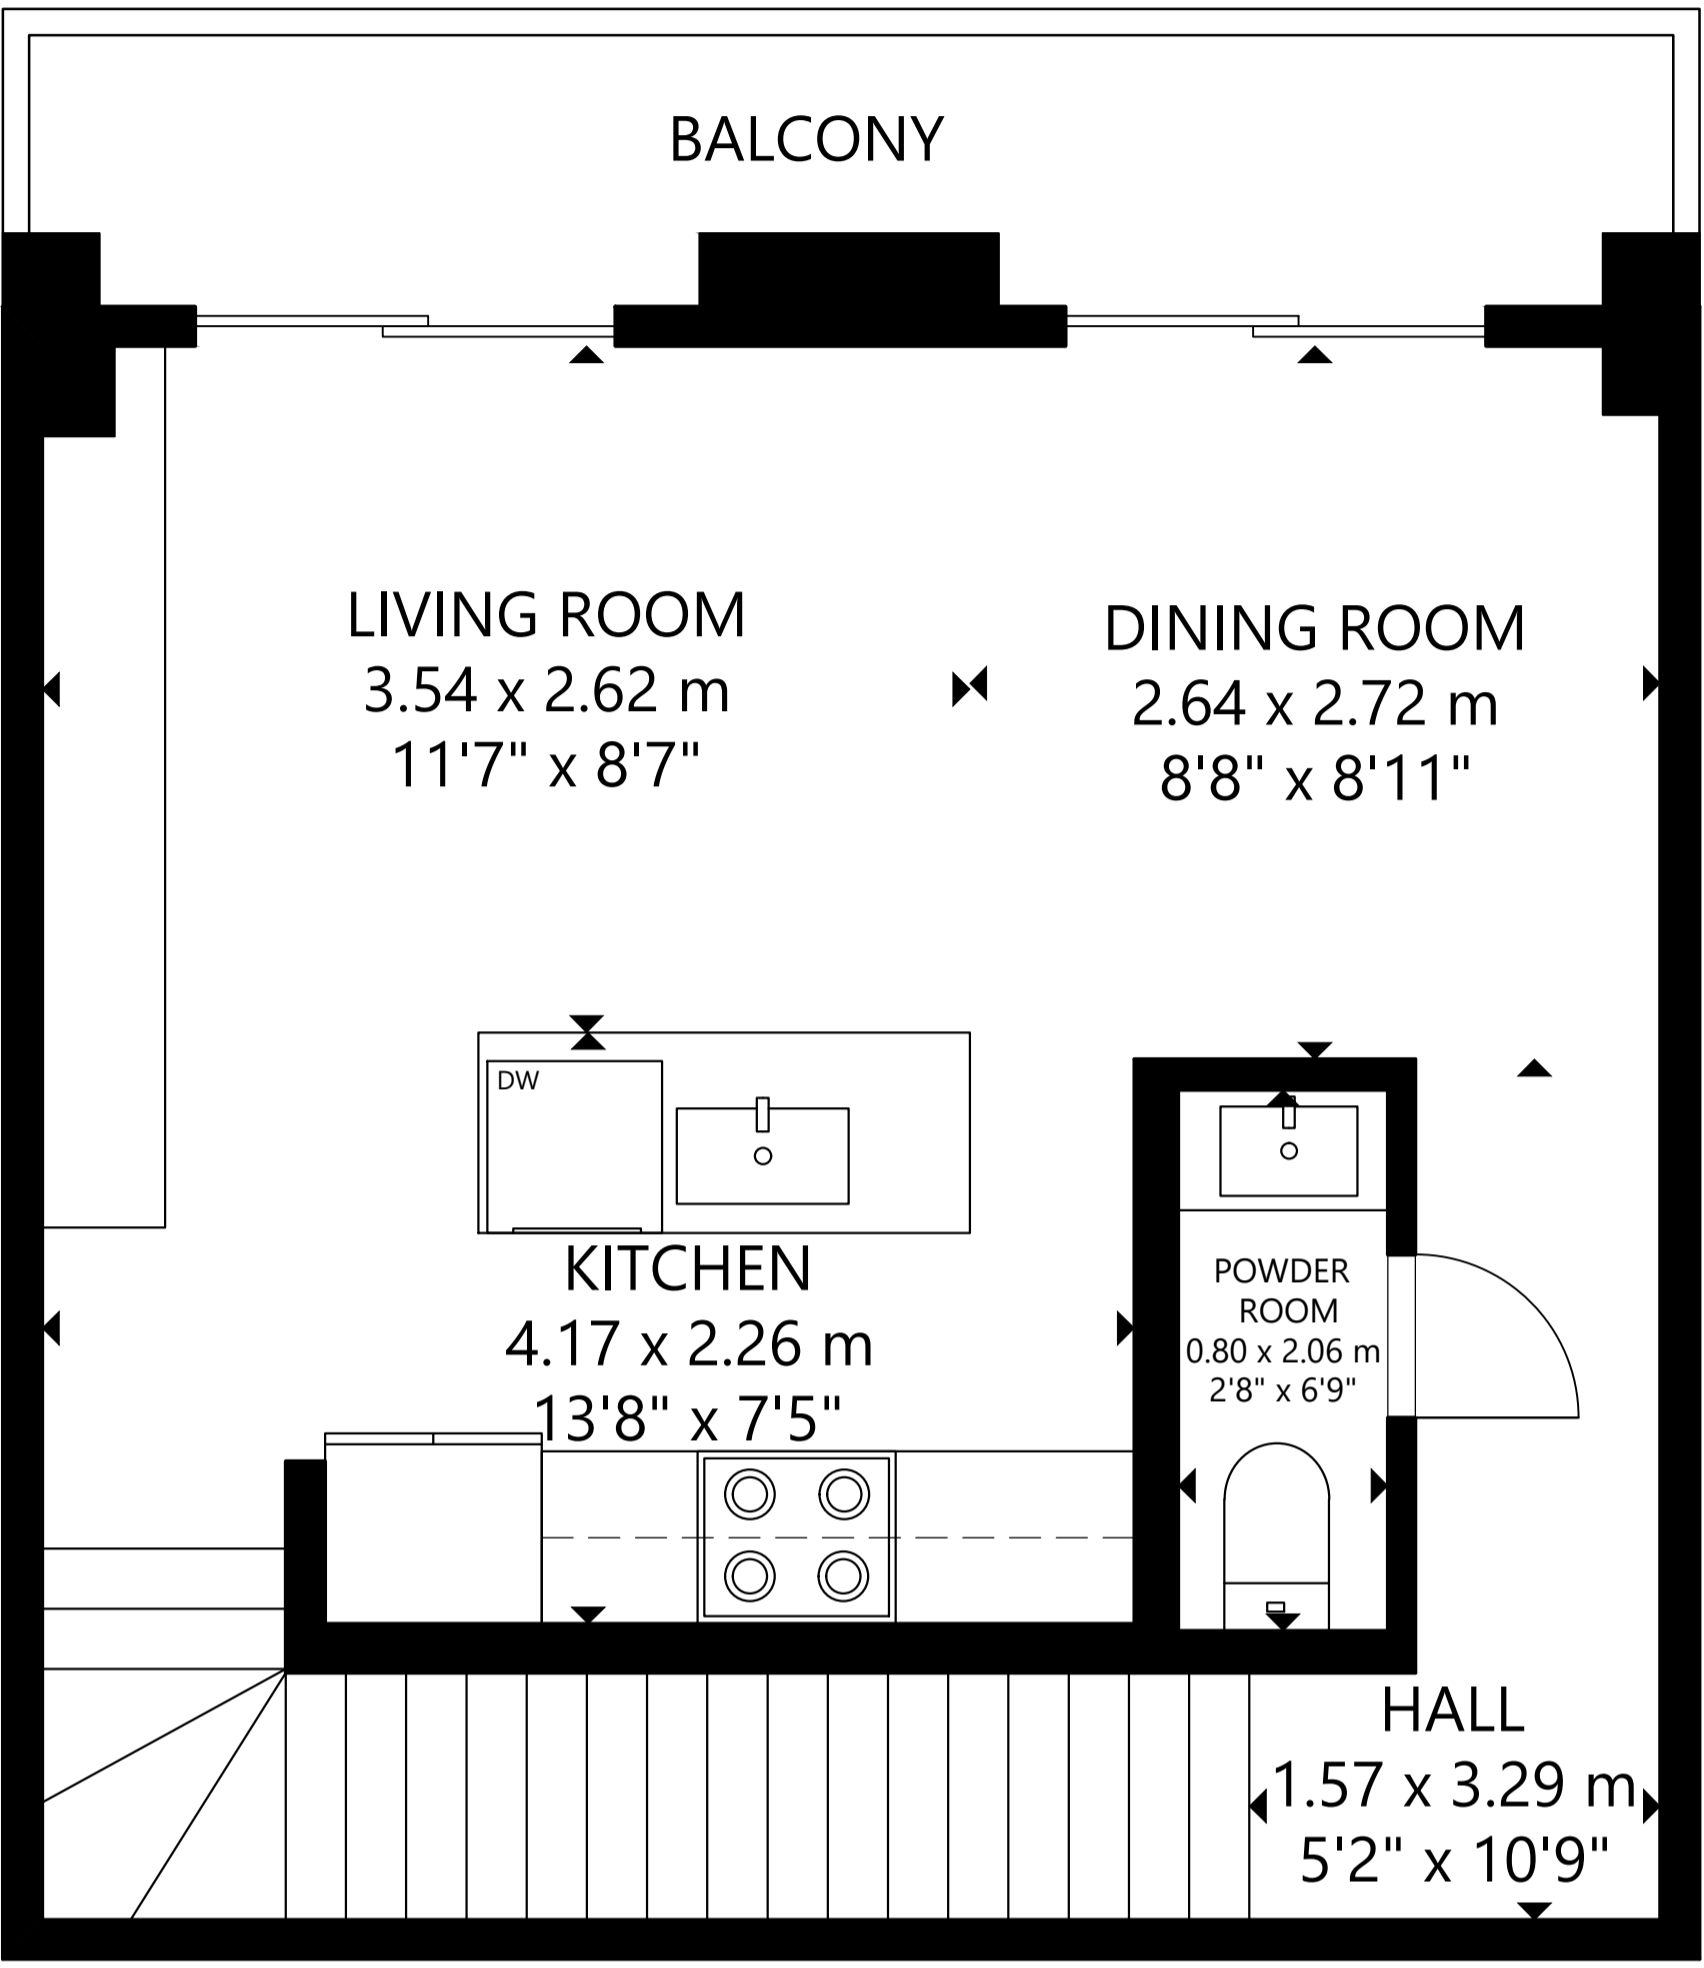 BALCONY
LIVING ROOM
3.54 x 2.62 m
11'7" x 8'7"
DINING ROOM
2.64 x 2.72 m
8'8" x 8'11"
DW
KITCHEN
4.17 x 2.26 m
13'8" x 7'5"
POWDER
ROOM
0.80 x 2.06 m
2'8" x 6'9"
HALL
1.57 x 3.29 m
5'2" x 10'9"